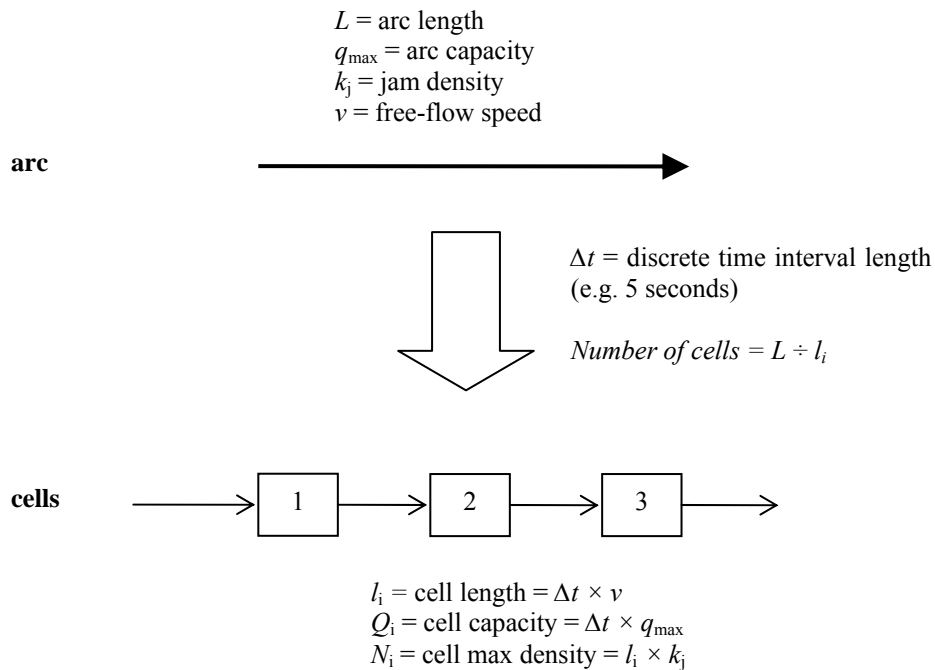 L = arc length
q_max = arc capacity
k_j = jam density
v = free-flow speed
arc
Δt = discrete time interval length
(e.g. 5 seconds)
Number of cells = L ÷ l_i
cells
1 2 3
l_i = cell length = Δt × v
Q_i = cell capacity = Δt × q_max
N_i = cell max density = l_i × k_j